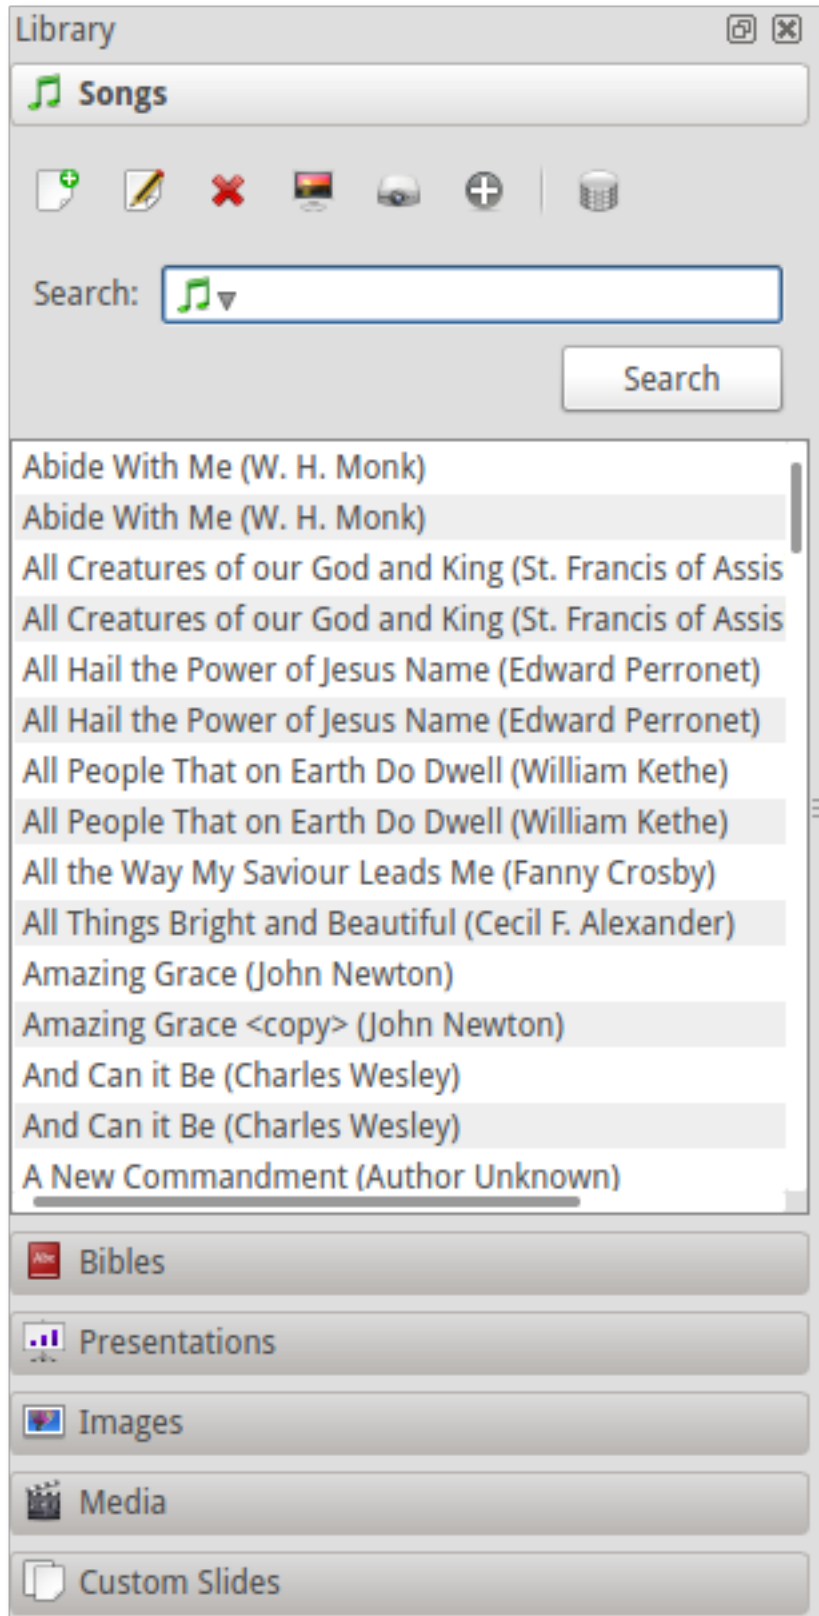 Library
Songs
Search:
Search
Abide With Me (W. H. Monk)
Abide With Me (W. H. Monk)
All Creatures of our God and King (St. Francis of Assis
All Creatures of our God and King (St. Francis of Assis
All Hail the Power of Jesus Name (Edward Perronet)
All Hail the Power of Jesus Name (Edward Perronet)
All People That on Earth Do Dwell (William Kethe)
All People That on Earth Do Dwell (William Kethe)
All the Way My Saviour Leads Me (Fanny Crosby)
All Things Bright and Beautiful (Cecil F. Alexander)
Amazing Grace (John Newton)
Amazing Grace <copy> (John Newton)
And Can it Be (Charles Wesley)
And Can it Be (Charles Wesley)
A New Commandment (Author Unknown)
Bibles
Presentations
Images
Media
Custom Slides